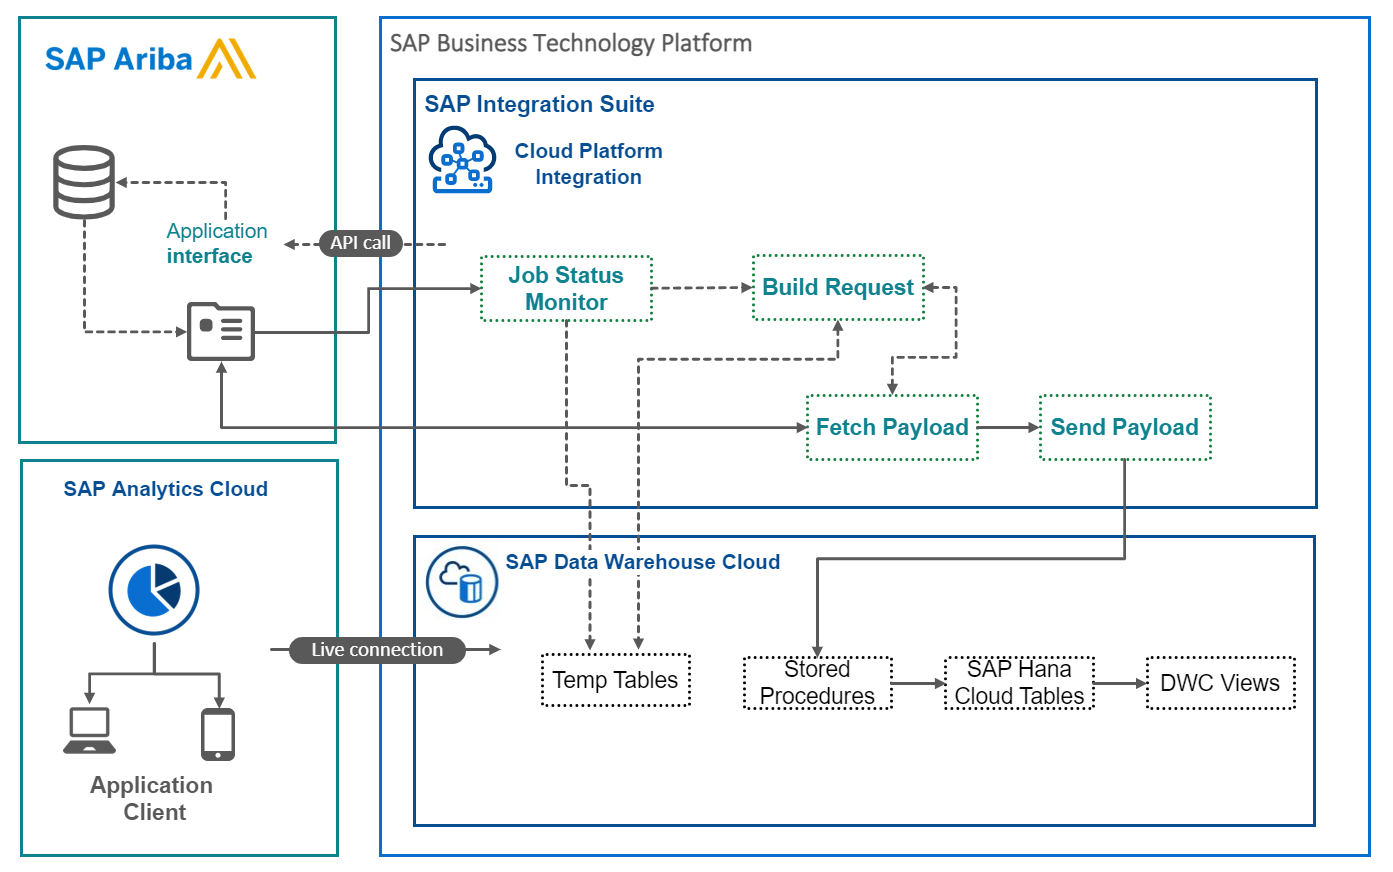 SAP Ariba
Application
interface
API call
SAP Business Technology Platform
SAP Integration Suite
Cloud Platform
Integration
Job Status
Monitor
Build Request
Fetch Payload
Send Payload
SAP Analytics Cloud
Application
Client
Live connection
SAP Data Warehouse Cloud
Temp Tables
Stored
Procedures
SAP Hana
Cloud Tables
DWC Views